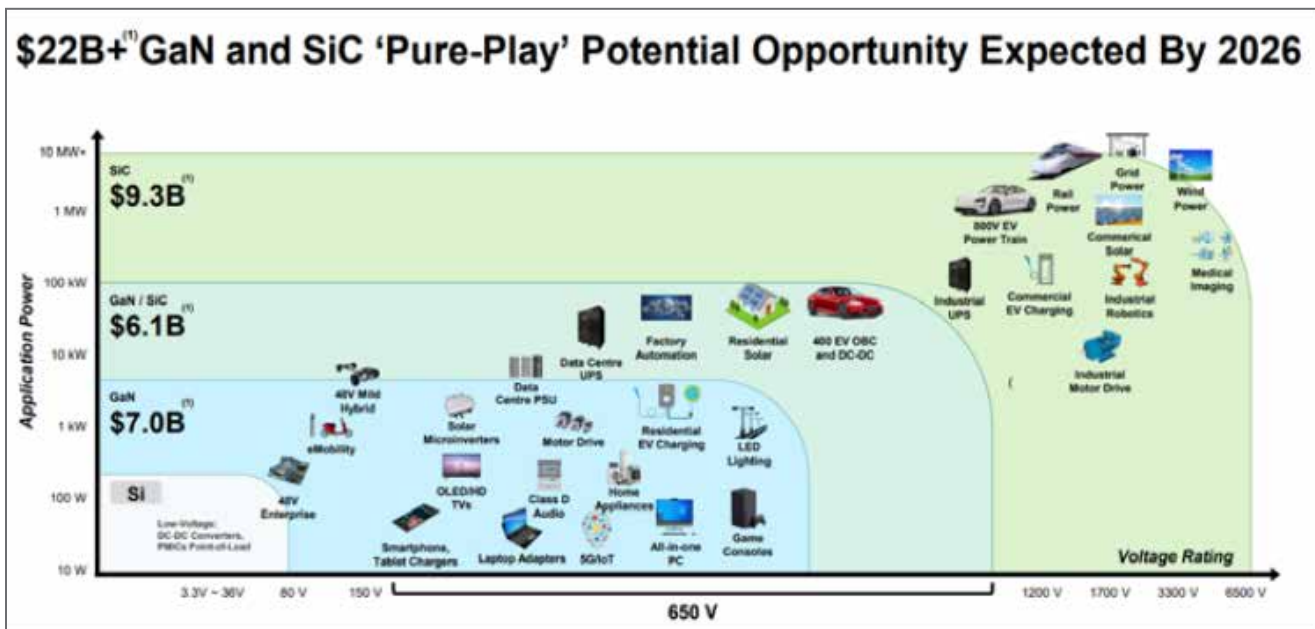 $22B+(1) GaN and SiC ‘Pure-Play’ Potential Opportunity Expected By 2026
Application Power
10 MW+
1 MW
100 kW
10 kW
1 kW
100 W
10 W
SiC
$9.3B(1)
GaN / SiC
$6.1B(1)
GaN
$7.0B(1)
Si
Low-Voltage:
DC-DC Converters,
PMICs Point-of-Load
48V
Enterprise
eMobility
48V Mild
Hybrid
Solar
Microinverters
OLED/HD
TVs
Smartphone,
Tablet Chargers
Laptop Adapters
Data
Centre PSU
Motor Drive
Class D
Audio
5G/IoT
Home
Appliances
Residential
EV Charging
All-in-one
PC
LED
Lighting
Game
Consoles
Data Centre
UPS
Factory
Automation
Residential
Solar
400 EV OBC
and DC-DC
Industrial
UPS
800V EV
Power Train
Rail
Power
Grid
Power
Wind
Power
Commerical
Solar
Medical
Imaging
Commercial
EV Charging
Industrial
Robotics
Industrial
Motor Drive
(
Voltage Rating
3.3V ~ 36V
80 V
150 V
650 V
1200 V
1700 V
3300 V
6500 V